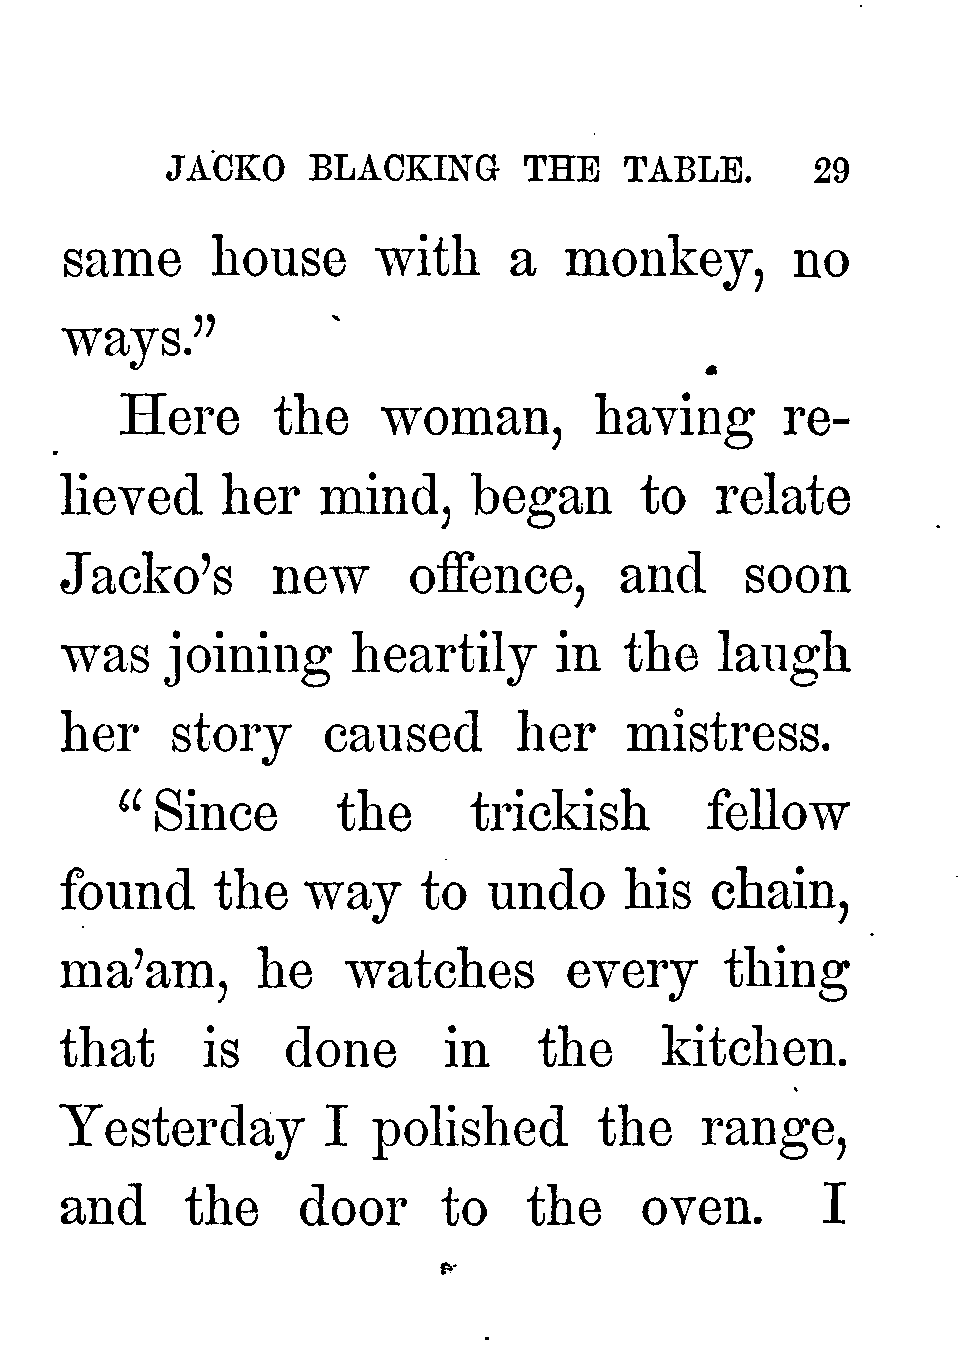 JACKO BLACKING THE TABLE. 29
same house with a monkey, no
ways.”
Here the woman, having re-
lieved her mind, began to relate
Jacko’s new offence, and soon
was joining heartily in the laugh
her story caused her mistress.
“Since the trickish fellow
found the way to undo his chain,
ma’am, he watches every thing
that is done in the kitchen.
Yesterday I polished the range,
and the door to the oven. I